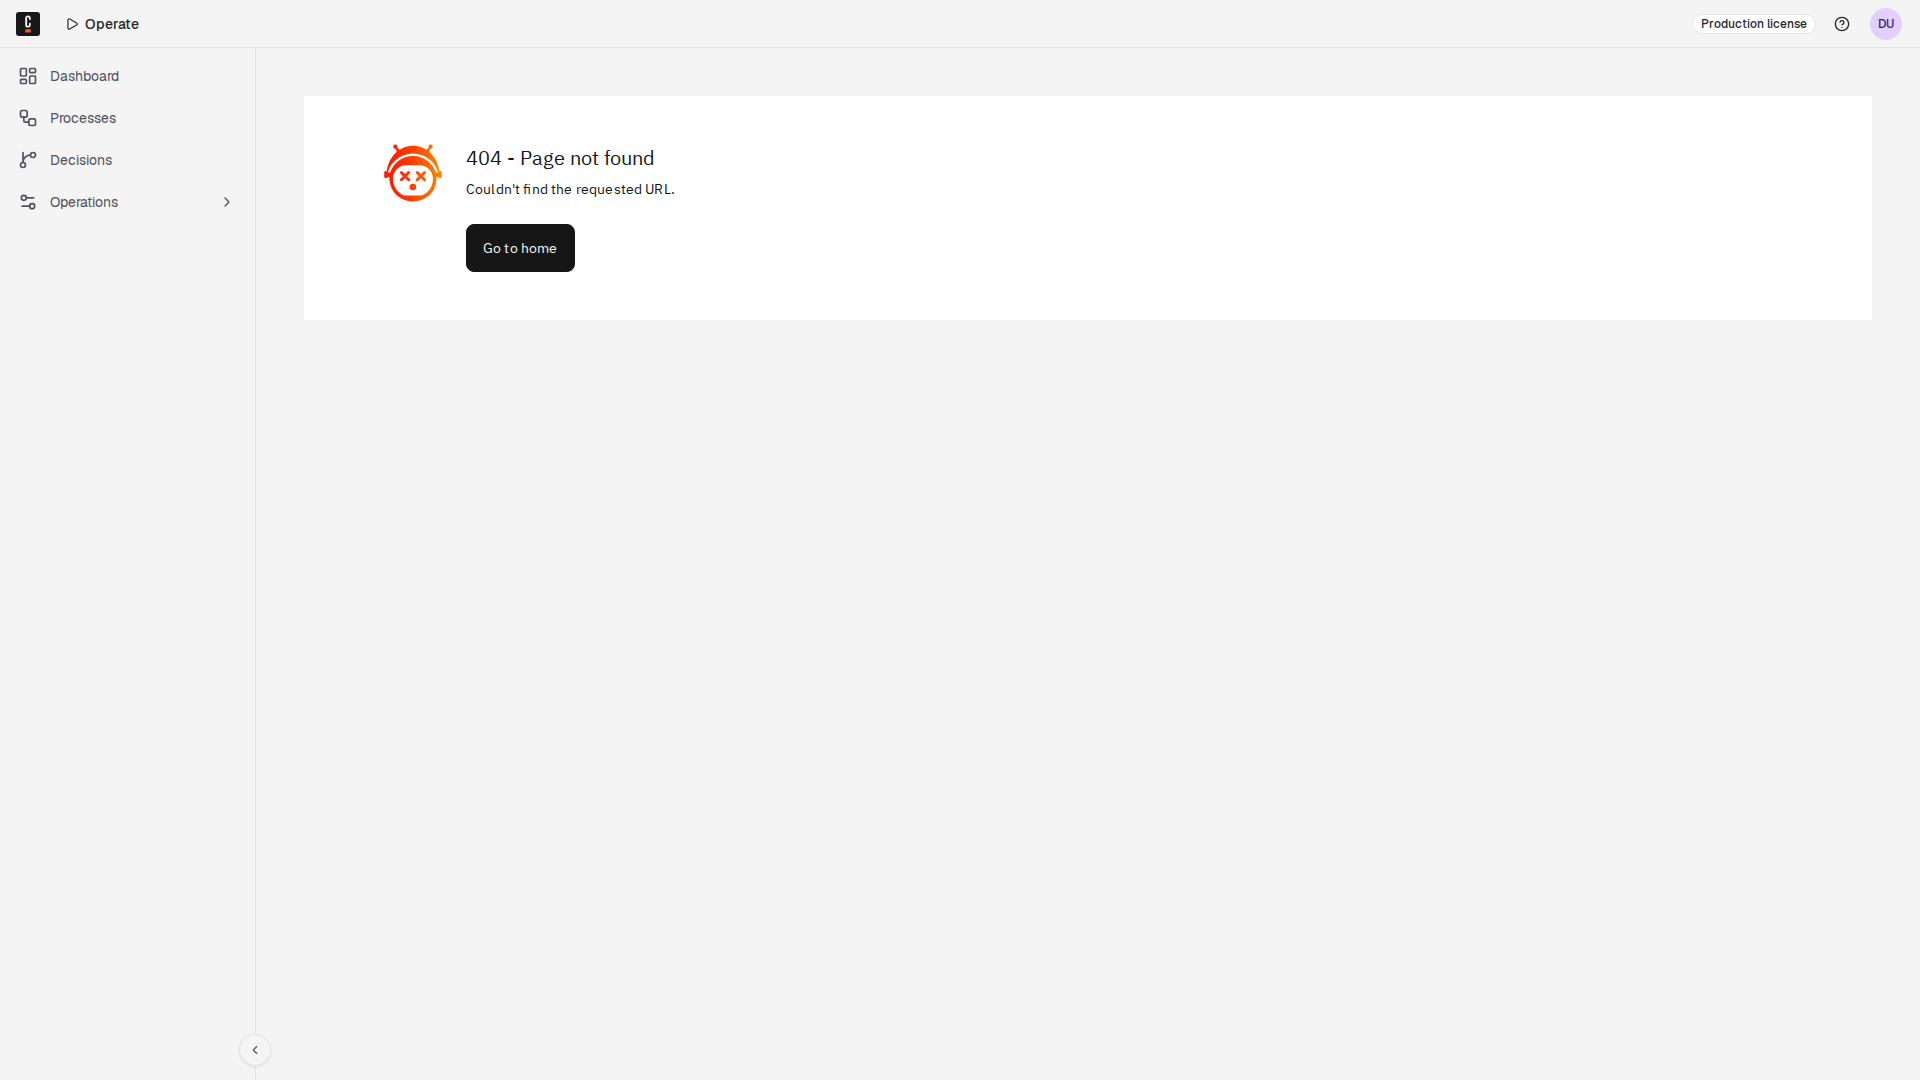 Operate
Production license
DU
Dashboard
Processes
Decisions
Operations
404 - Page not found
Couldn't find the requested URL.
Go to home